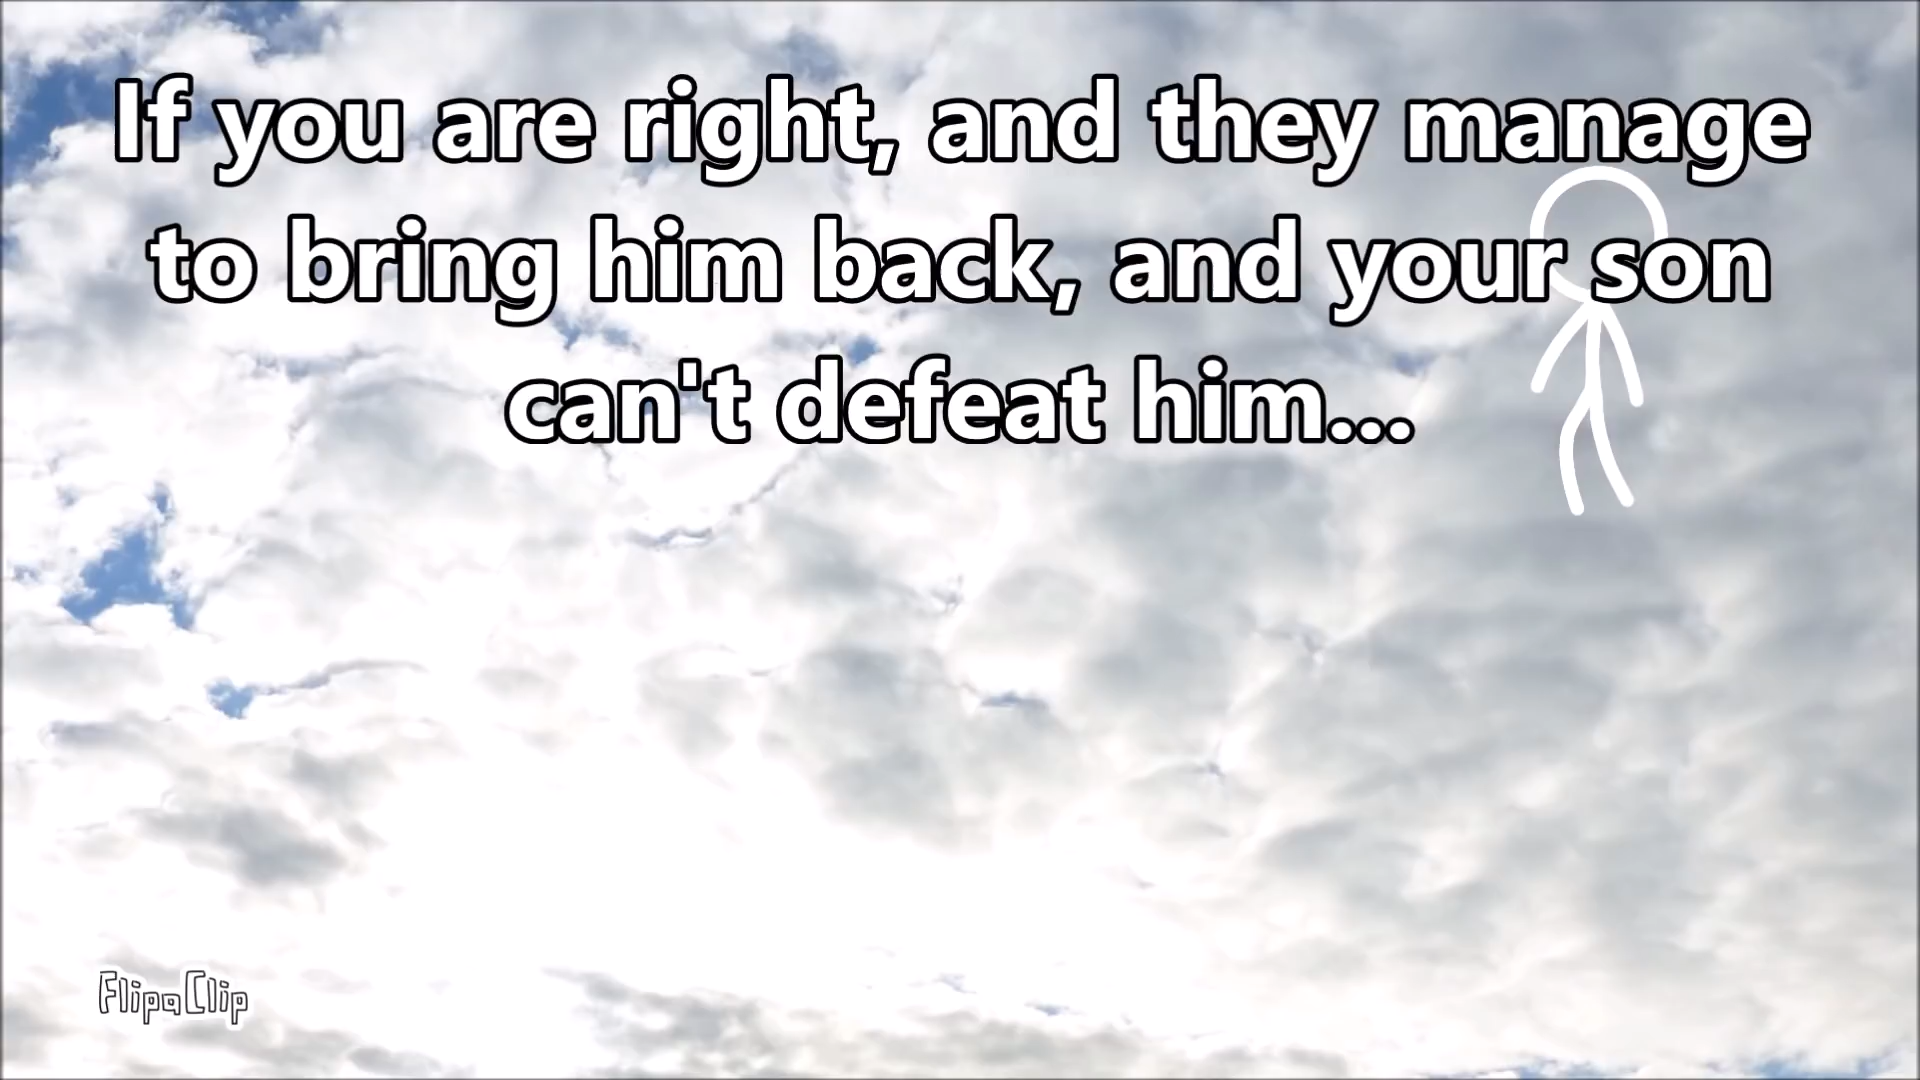 If you are right, and they manage
to bring him back, and your son
can't defeat him...
FlipaClip